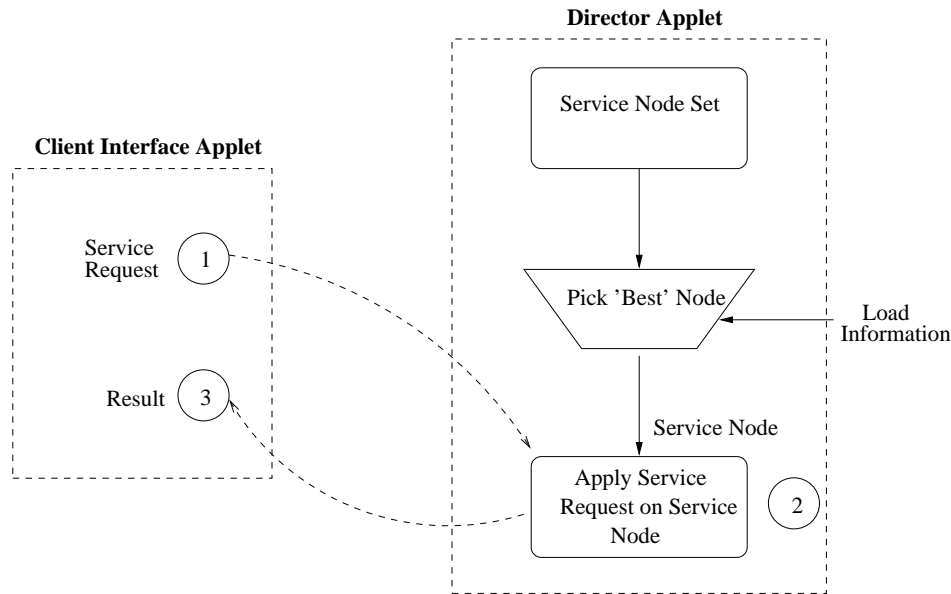 Director Applet
Service Node Set
Client Interface Applet
Service
Request
1
Pick ’Best’ Node
Load
Information
Result
3
Service Node
Apply Service
Request on Service
Node
2